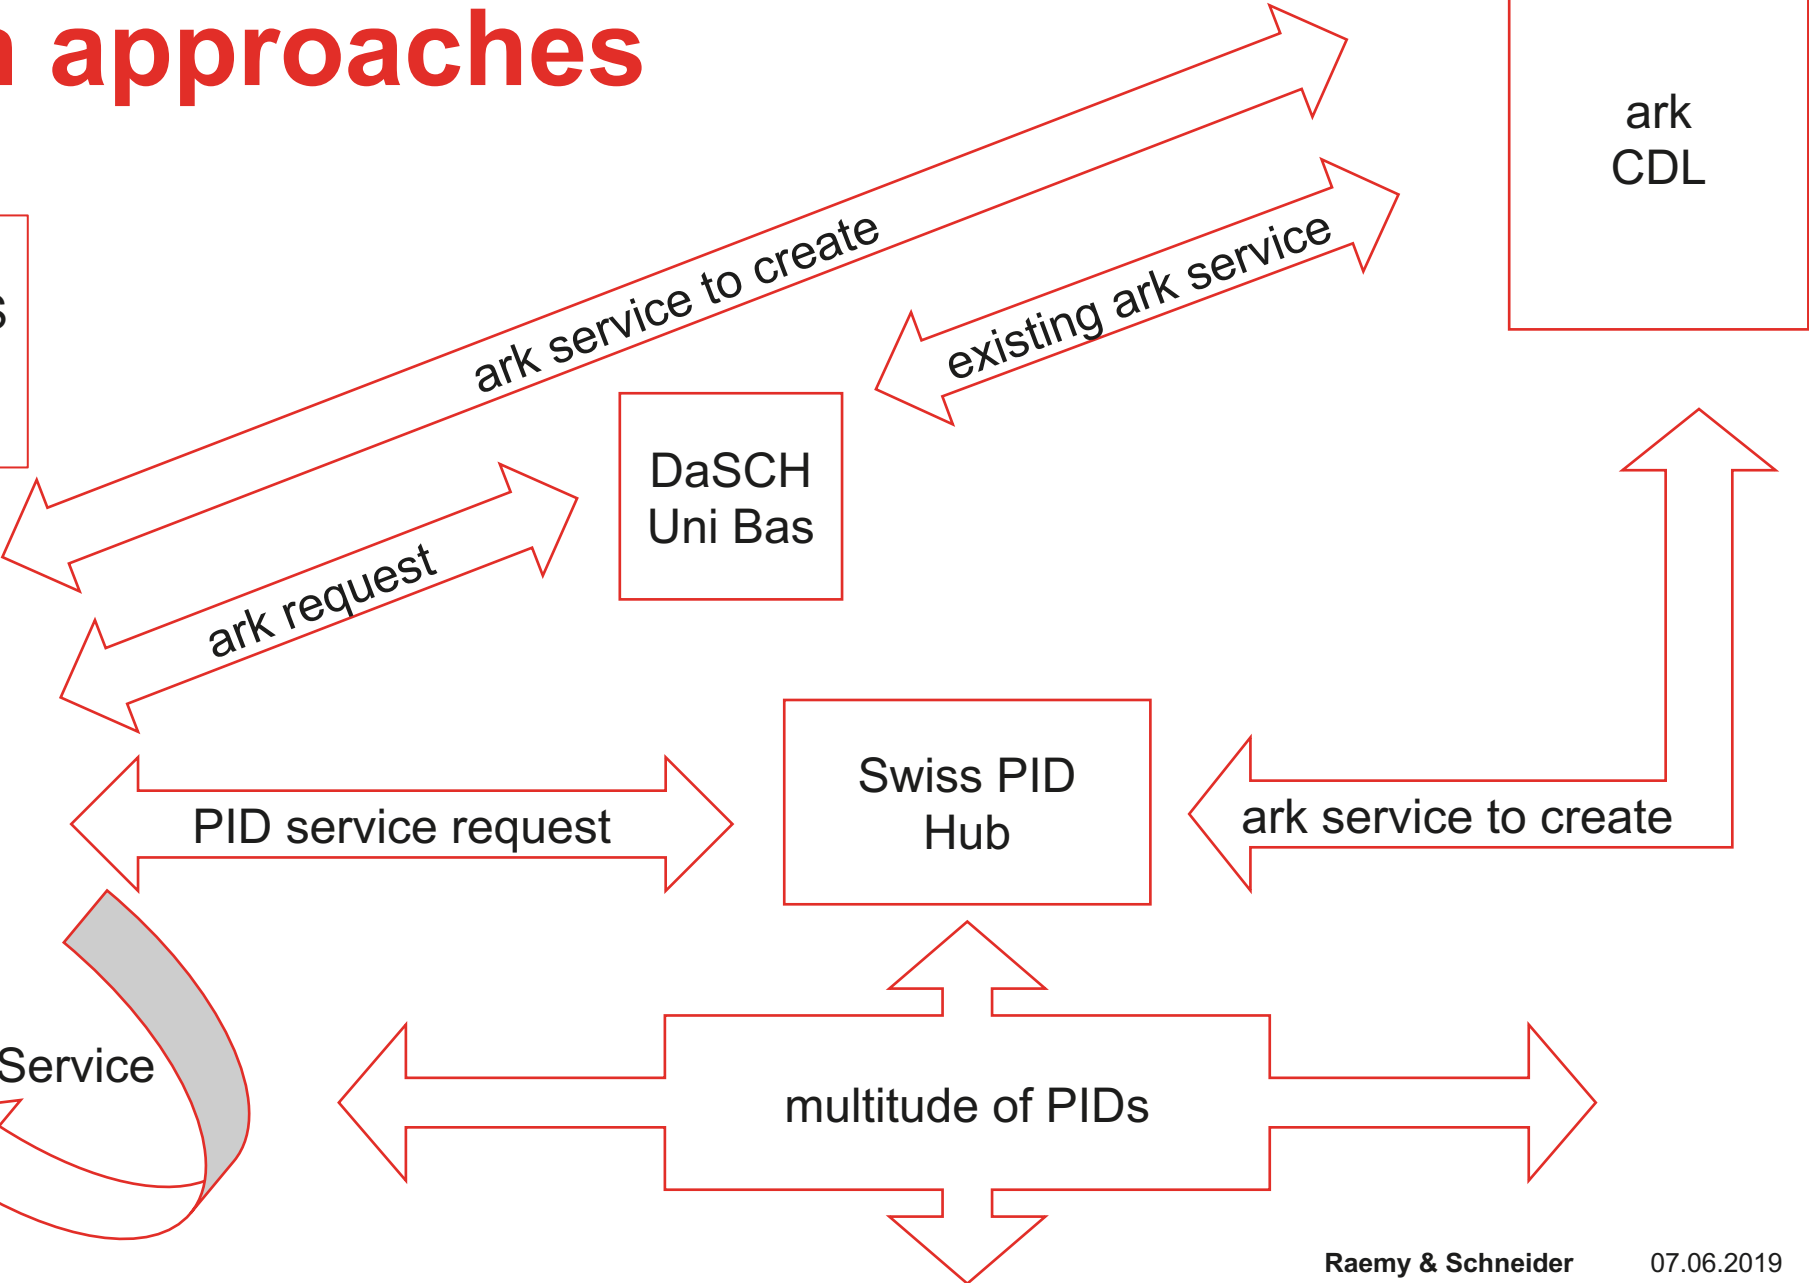 approaches
ark
CDL
ark service to create
existing ark service
DaSCH
Uni Bas
ark request
Swiss PID
Hub
PID service request
ark service to create
Service
multitude of PIDs
Raemy & Schneider 07.06.2019